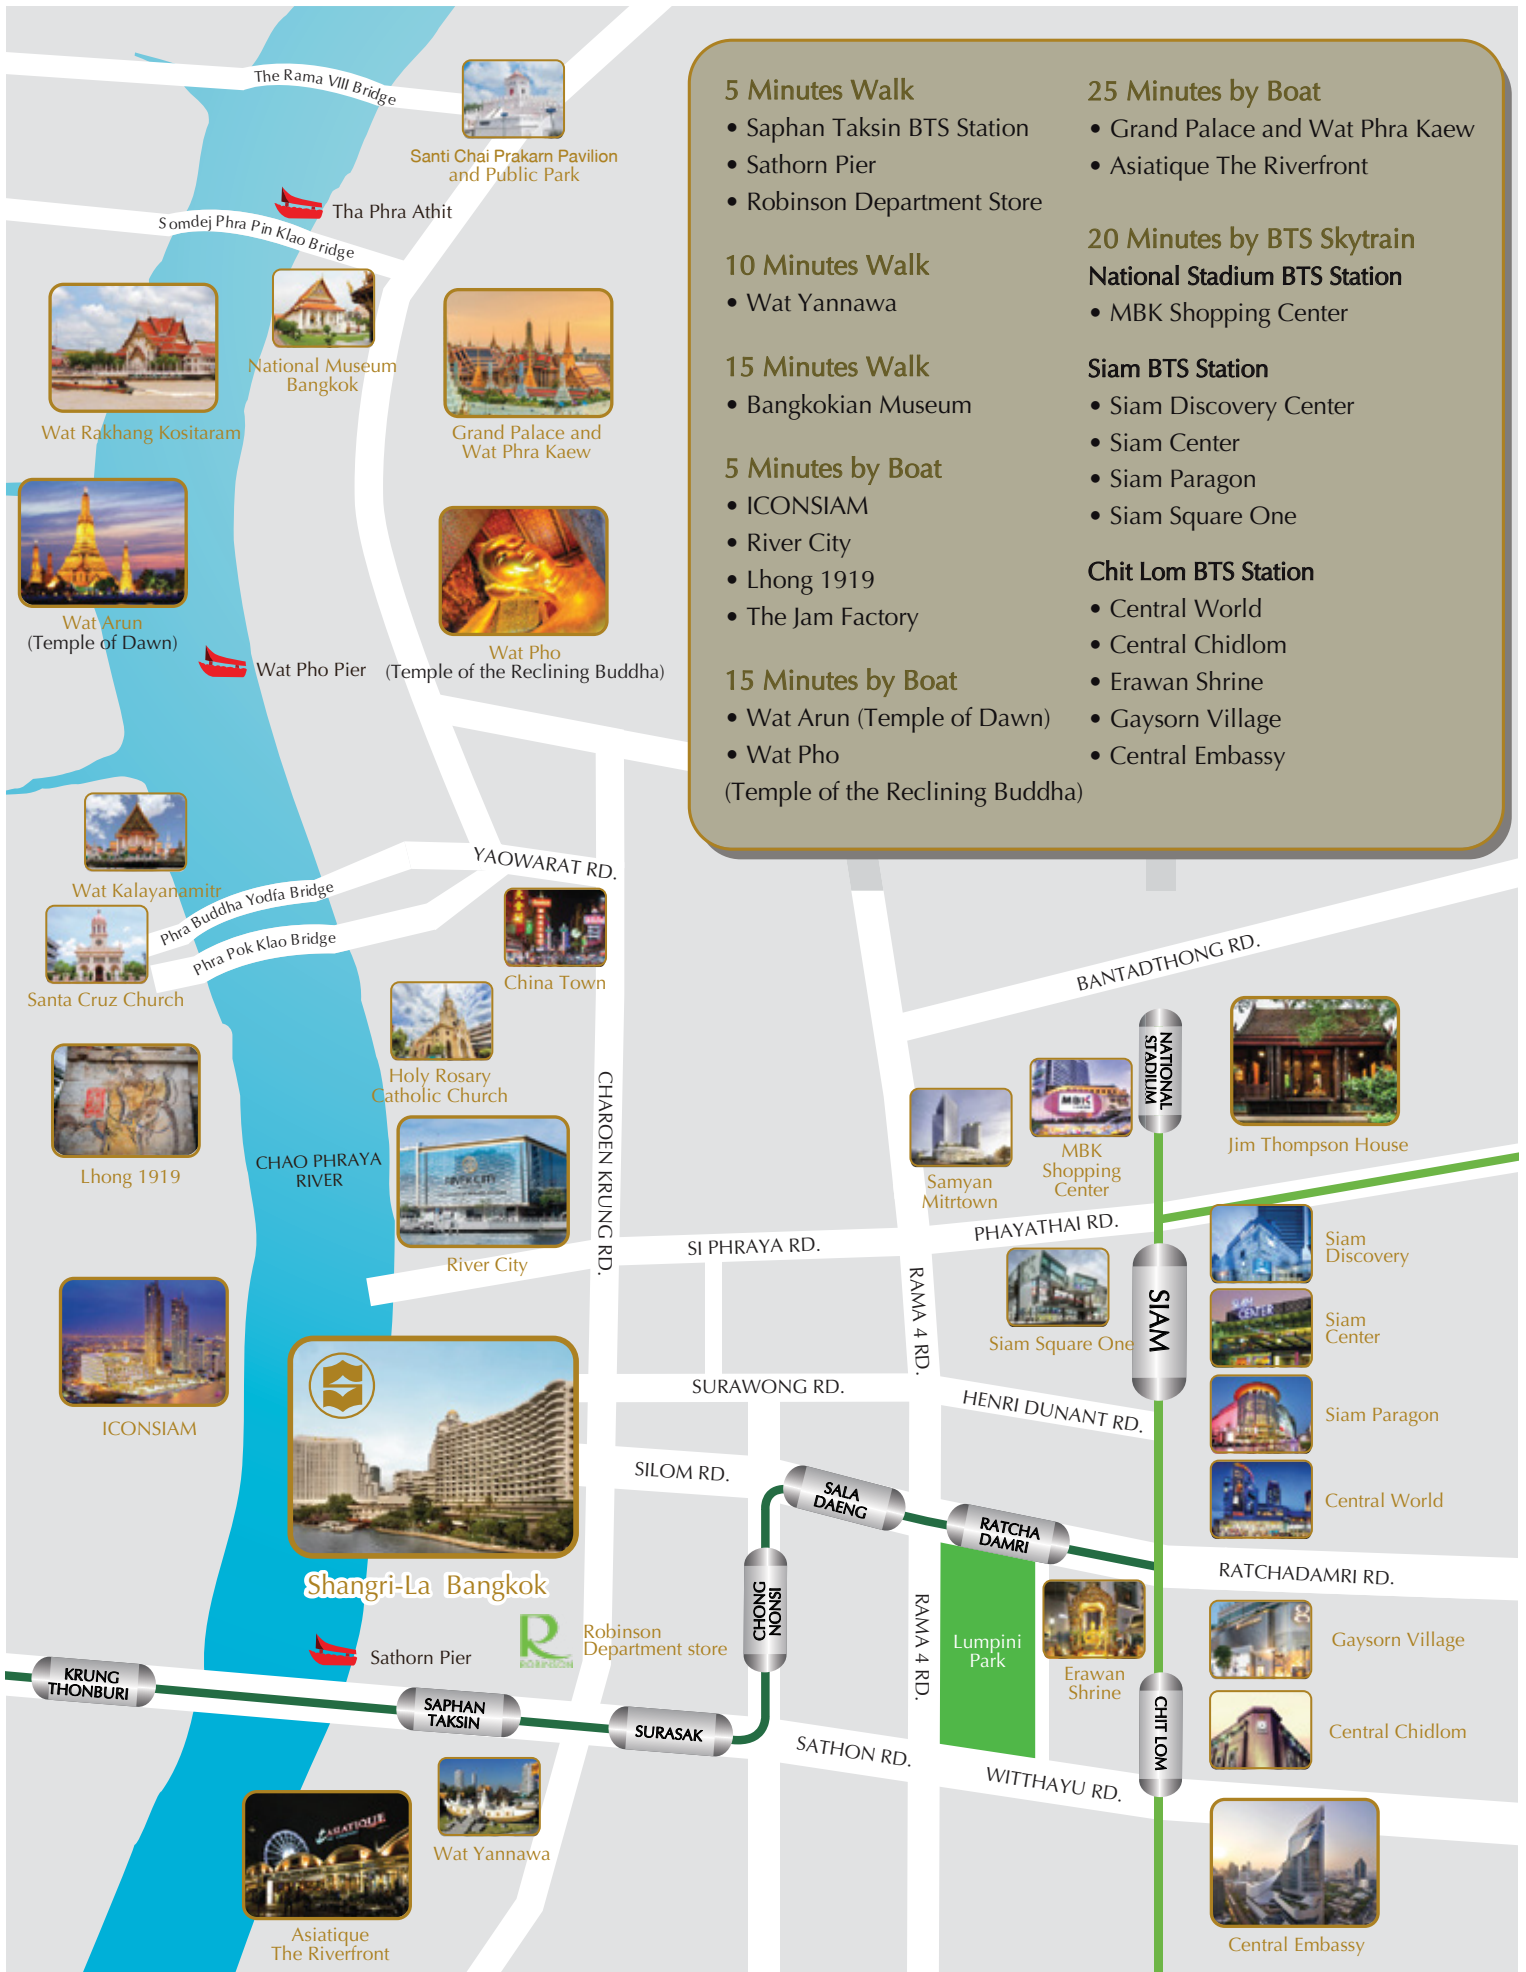 5 Minutes Walk
• Saphan Taksin BTS Station
• Sathorn Pier
• Robinson Department Store
10 Minutes Walk
• Wat Yannawa
15 Minutes Walk
• Bangkokian Museum
5 Minutes by Boat
• ICONSIAM
• River City
• Lhong 1919
• The Jam Factory
15 Minutes by Boat
• Wat Arun (Temple of Dawn)
• Wat Pho
(Temple of the Reclining Buddha)
25 Minutes by Boat
• Grand Palace and Wat Phra Kaew
• Asiatique The Riverfront
20 Minutes by BTS Skytrain
National Stadium BTS Station
• MBK Shopping Center
Siam BTS Station
• Siam Discovery Center
• Siam Center
• Siam Paragon
• Siam Square One
Chit Lom BTS Station
• Central World
• Central Chidlom
• Erawan Shrine
• Gaysorn Village
• Central Embassy
The Rama VIII Bridge
Santi Chai Prakarn Pavilion
and Public Park
Tha Phra Athit
Somdej Phra Pin Klao Bridge
National Museum
Bangkok
Wat Rakhang Kositaram
Grand Palace and
Wat Phra Kaew
Wat Arun
(Temple of Dawn)
Wat Pho Pier
Wat Pho
(Temple of the Reclining Buddha)
Wat Kalayanamitr
Phra Buddha Yodfa Bridge
YAOWARAT RD.
Phra Pok Klao Bridge
Santa Cruz Church
China Town
Holy Rosary
Catholic Church
Lhong 1919
CHAO PHRAYA
RIVER
RIVER CITY
River City
CHAROEN KRUNG RD.
BANTADTHONG RD.
NATIONAL
STADIUM
Jim Thompson House
MBK
MBK
Shopping
Center
Samyan
Mitrtown
SI PHRAYA RD.
PHAYATHAI RD.
RAMA 4 RD.
Siam Square One
SIAM
Siam
Discovery
CENTER
Siam
Center
Siam Paragon
Central World
ICONSIAM
SURAWONG RD.
HENRI DUNANT RD.
SILOM RD.
SALA
DAENG
RATCHA
DAMRI
RATCHADAMRI RD.
Shangri-La Bangkok
CHONG
NONSI
RAMA 4 RD.
Lumpini
Park
Erawan
Shrine
Gaysorn Village
R
ROBINSON
Robinson
Department store
Sathorn Pier
KRUNG
THONBURI
SAPHAN
TAKSIN
SURASAK
SATHON RD.
WITTHAYU RD.
CHIT LOM
Central Chidlom
Wat Yannawa
ASIATIQUE
Asiatique
The Riverfront
Central Embassy